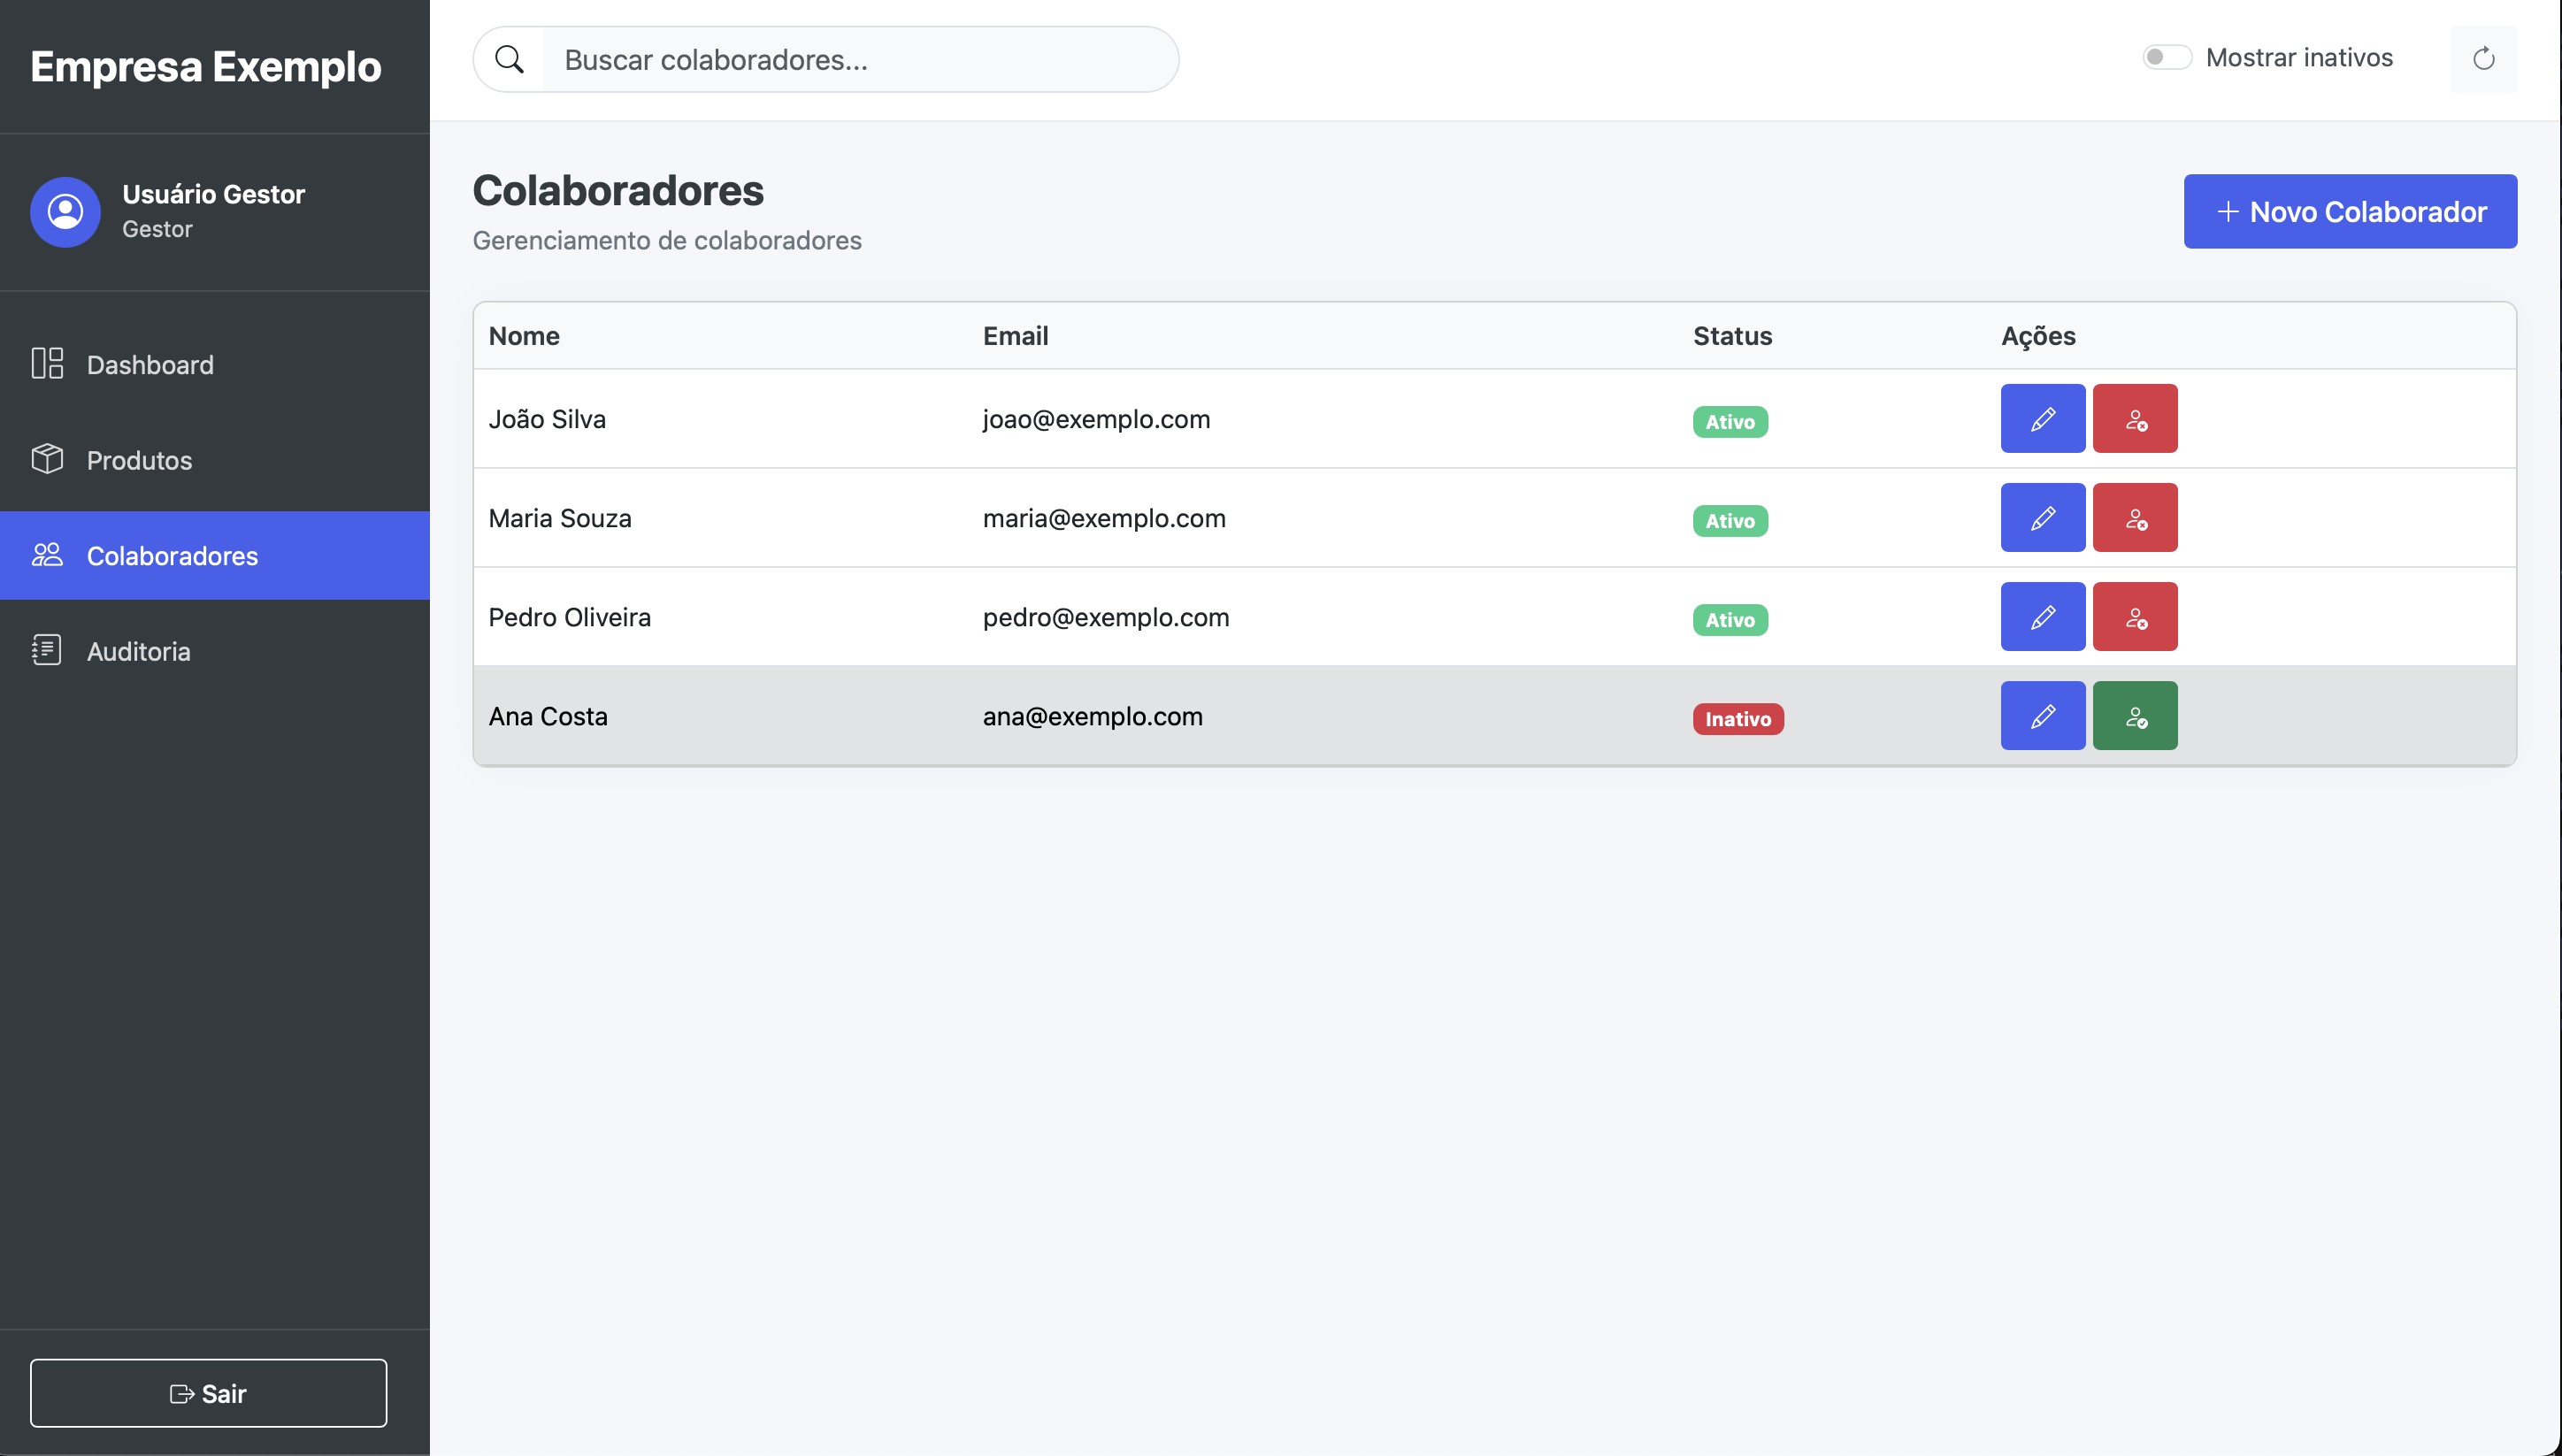 Empresa Exemplo
Usuário Gestor
Gestor
Dashboard
Produtos
Colaboradores
Auditoria
Sair
Buscar colaboradores...
Mostrar inativos
Colaboradores
Gerenciamento de colaboradores
Novo Colaborador
Nome Email Status Ações
João Silva joao@exemplo.com Ativo
Maria Souza maria@exemplo.com Ativo
Pedro Oliveira pedro@exemplo.com Ativo
Ana Costa ana@exemplo.com Inativo